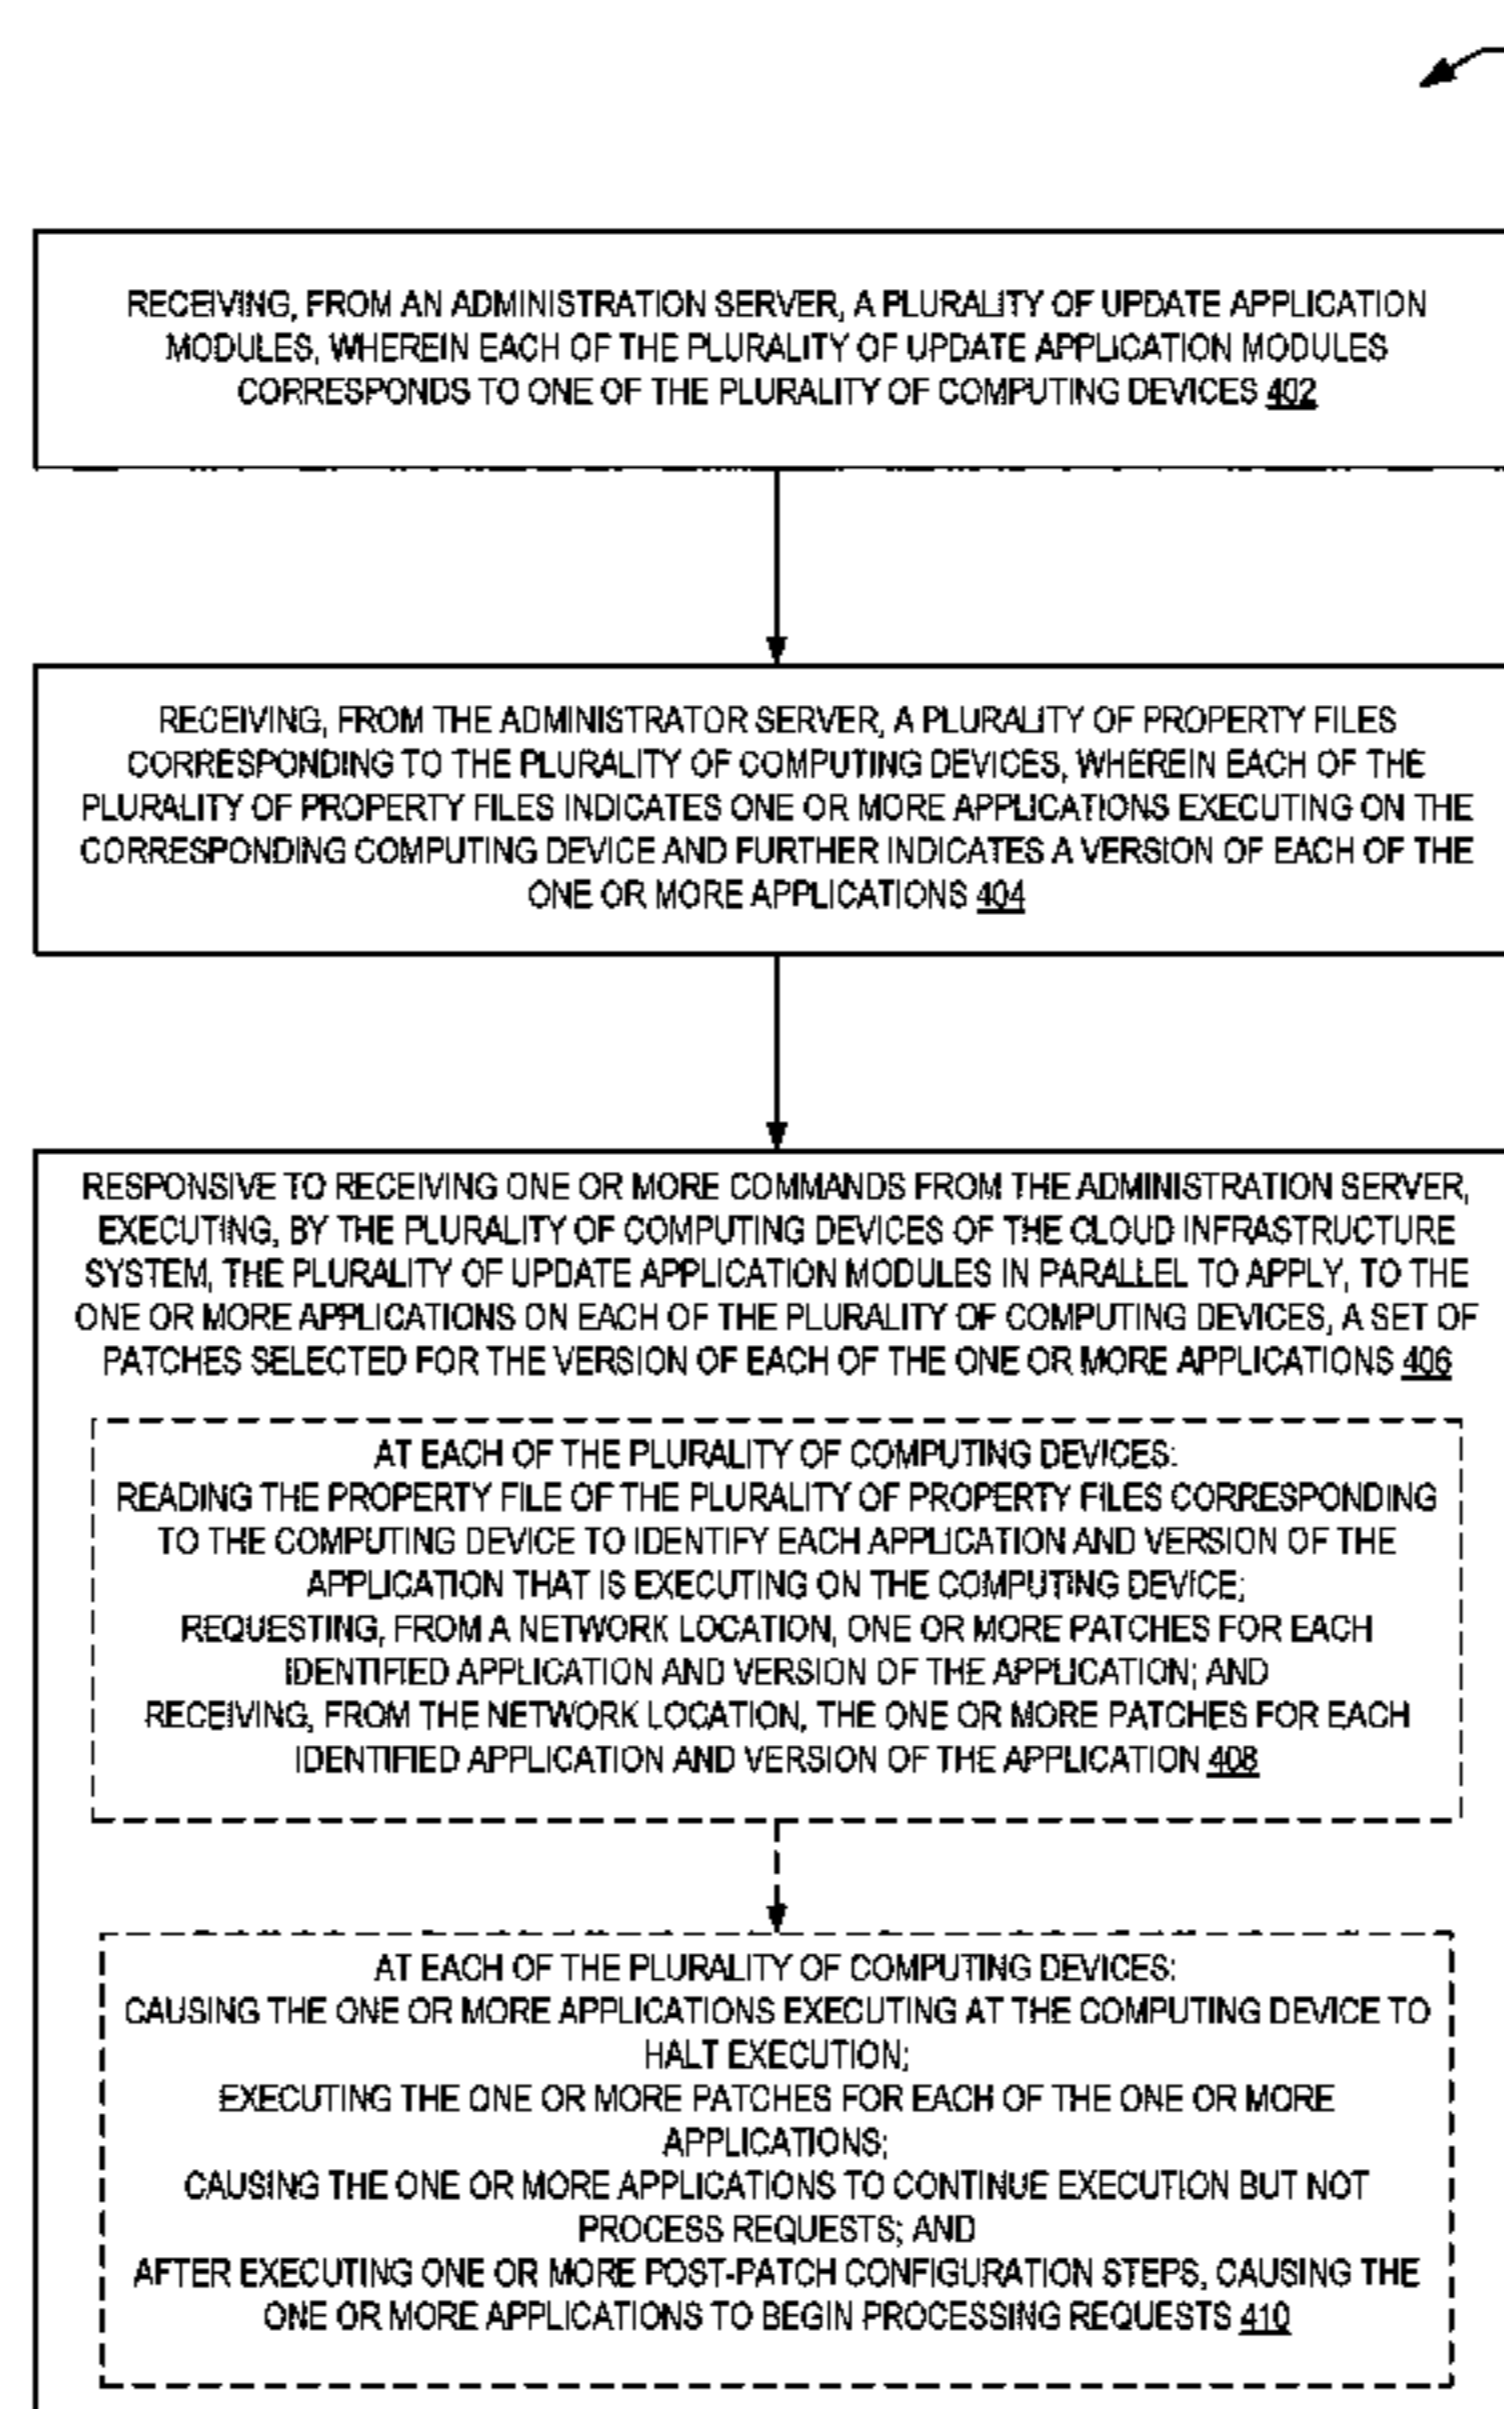 RECEIVING, FROM AN ADMINISTRATION SERVER, A PLURALITY OF UPDATE APPLICATION
MODULES, WHEREIN EACH OF THE PLURALITY OF UPDATE APPLICATION MODULES
CORRESPONDS TO ONE OF THE PLURALITY OF COMPUTING DEVICES 402
RECEIVING, FROM THE ADMINISTRATOR SERVER, A PLURALITY OF PROPERTY FILES
CORRESPONDING TO THE PLURALITY OF COMPUTING DEVICES, WHEREIN EACH OF THE
PLURALITY OF PROPERTY FILES INDICATES ONE OR MORE APPLICATIONS EXECUTING ON THE
CORRESPONDING COMPUTING DEVICE AND FURTHER INDICATES A VERSION OF EACH OF THE
ONE OR MORE APPLICATIONS 404
RESPONSIVE TO RECEIVING ONE OR MORE COMMANDS FROM THE ADMINISTRATION SERVER,
EXECUTING, BY THE PLURALITY OF COMPUTING DEVICES OF THE CLOUD INFRASTRUCTURE
SYSTEM, THE PLURALITY OF UPDATE APPLICATION MODULES IN PARALLEL TO APPLY, TO THE
ONE OR MORE APPLICATIONS ON EACH OF THE PLURALITY OF COMPUTING DEVICES, A SET OF
PATCHES SELECTED FOR THE VERSION OF EACH OF THE ONE OR MORE APPLICATIONS 406
AT EACH OF THE PLURALITY OF COMPUTING DEVICES:
READING THE PROPERTY FILE OF THE PLURALITY OF PROPERTY FILES CORRESPONDING
TO THE COMPUTING DEVICE TO IDENTIFY EACH APPLICATION AND VERSION OF THE
APPLICATION THAT IS EXECUTING ON THE COMPUTING DEVICE;
REQUESTING, FROM A NETWORK LOCATION, ONE OR MORE PATCHES FOR EACH
IDENTIFIED APPLICATION AND VERSION OF THE APPLICATION; AND
RECEIVING, FROM THE NETWORK LOCATION, THE ONE OR MORE PATCHES FOR EACH
IDENTIFIED APPLICATION AND VERSION OF THE APPLICATION 408
AT EACH OF THE PLURALITY OF COMPUTING DEVICES:
CAUSING THE ONE OR MORE APPLICATIONS EXECUTING AT THE COMPUTING DEVICE TO
HALT EXECUTION;
EXECUTING THE ONE OR MORE PATCHES FOR EACH OF THE ONE OR MORE
APPLICATIONS;
CAUSING THE ONE OR MORE APPLICATIONS TO CONTINUE EXECUTION BUT NOT
PROCESS REQUESTS; AND
AFTER EXECUTING ONE OR MORE POST-PATCH CONFIGURATION STEPS, CAUSING THE
ONE OR MORE APPLICATIONS TO BEGIN PROCESSING REQUESTS 410